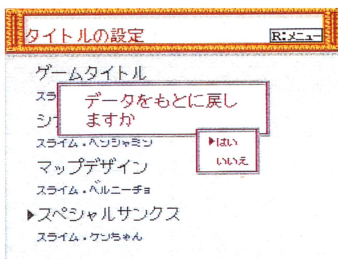 タイトルの設定
R:メニュー
ゲームタイトル
スラ
データをもとに戻し
ますか
シ
▶はい
いいえ
スライム・ベンジャミン
マップデザイン
スライム・ベルニーチョ
▶スペシャルサンクス
スライム・ケンちゃん